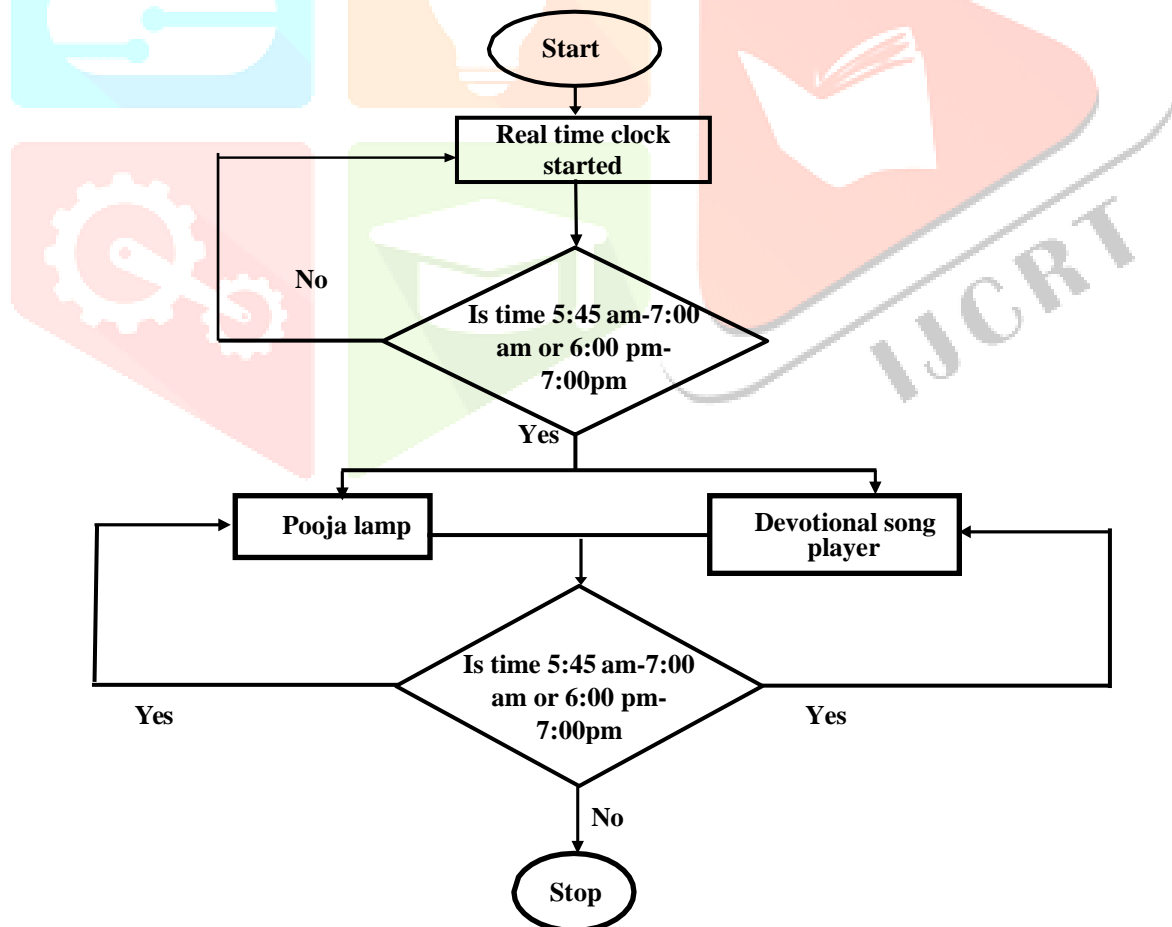 Start
Real time clock
started
No
Is time 5:45 am-7:00
am or 6:00 pm-
7:00pm
Yes
Pooja lamp
Devotional song
player
Is time 5:45 am-7:00
am or 6:00 pm-
7:00pm
Yes
Yes
No
Stop
IJCRT